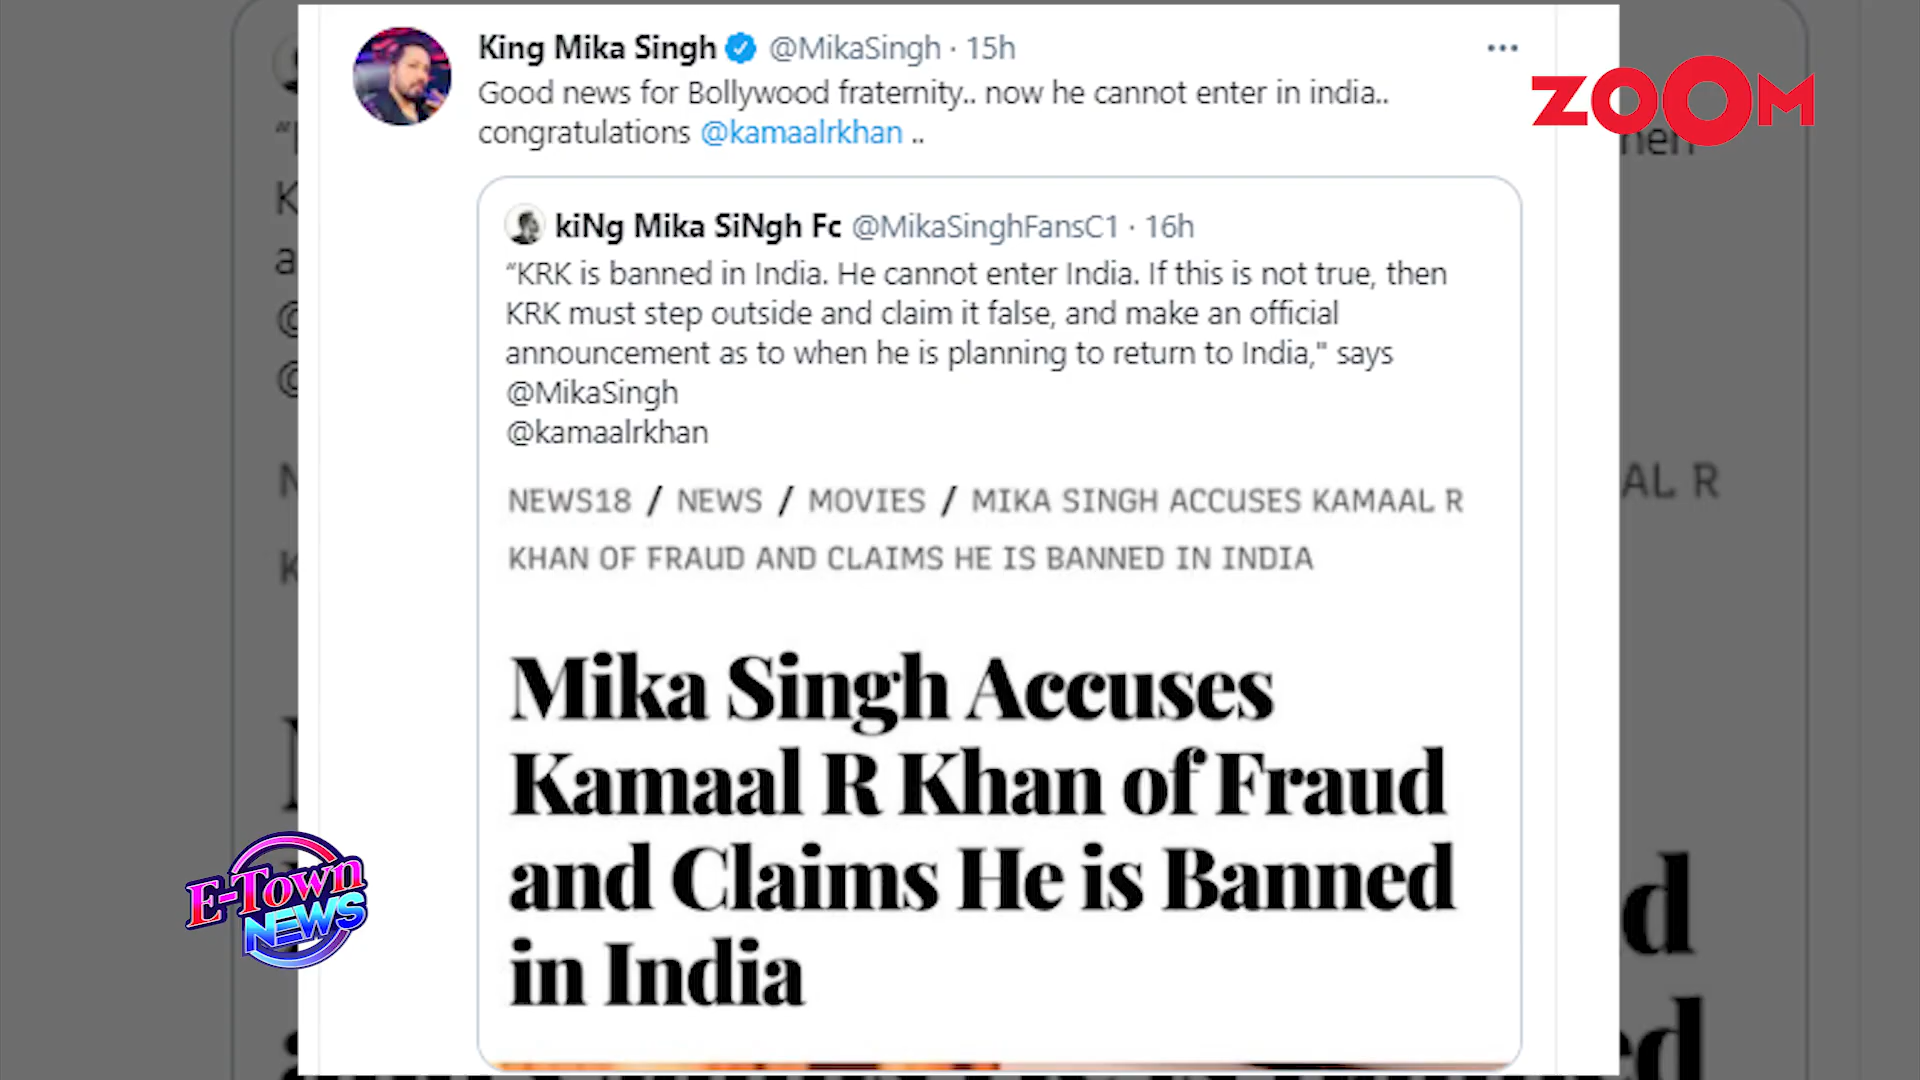 King Mika Singh @MikaSingh · 15h
Good news for Bollywood fraternity.. now he cannot enter in india..
congratulations @kamaalrkhan ..
ZOOM
kiNg Mika SiNgh Fc @MikaSinghFansC1 · 16h
“KRK is banned in India. He cannot enter India. If this is not true, then
KRK must step outside and claim it false, and make an official
announcement as to when he is planning to return to India," says
@MikaSingh
@kamaalrkhan
NEWS18 / NEWS / MOVIES / MIKA SINGH ACCUSES KAMAAL R
KHAN OF FRAUD AND CLAIMS HE IS BANNED IN INDIA
Mika Singh Accuses
Kamaal R Khan of Fraud
and Claims He is Banned
in India
E-TOWN
NEWS